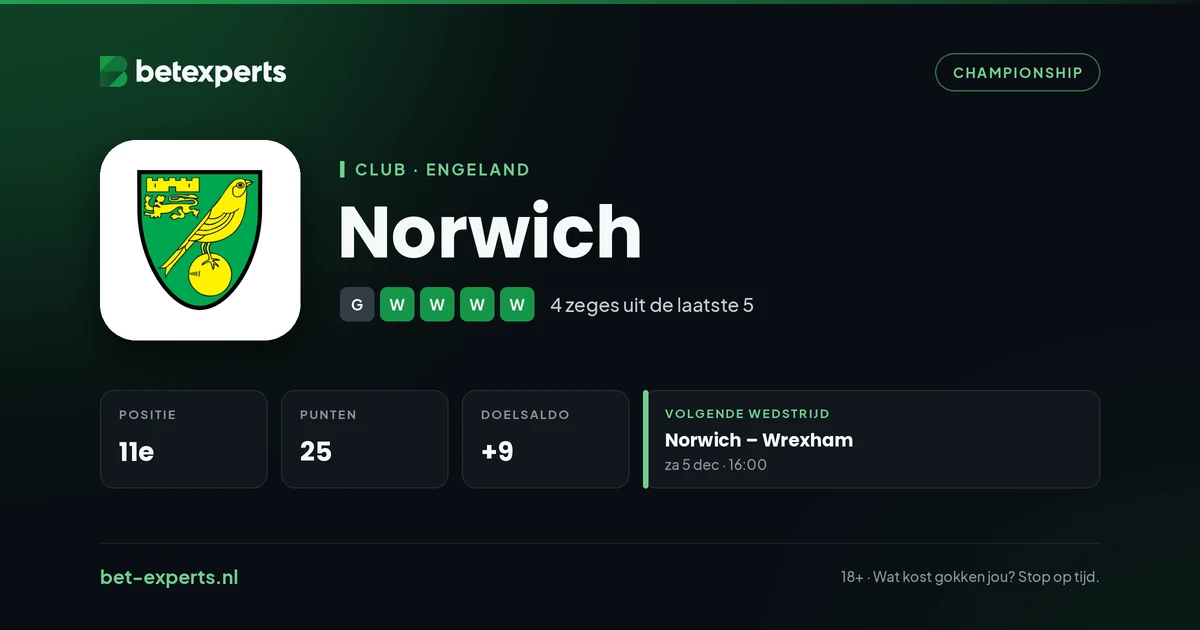 betexperts
CHAMPIONSHIP
CLUB · ENGELAND
Norwich
G W W W W 4 zeges uit de laatste 5
POSITIE
11e
PUNTEN
25
DOELSALDO
+9
VOLGENDE WEDSTRIJD
Norwich – Wrexham
za 5 dec · 16:00
bet-experts.nl
18+ · Wat kost gokken jou? Stop op tijd.